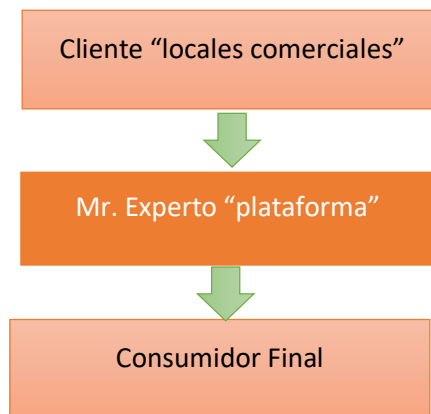 Cliente “locales comerciales”
Mr. Experto “plataforma”
Consumidor Final